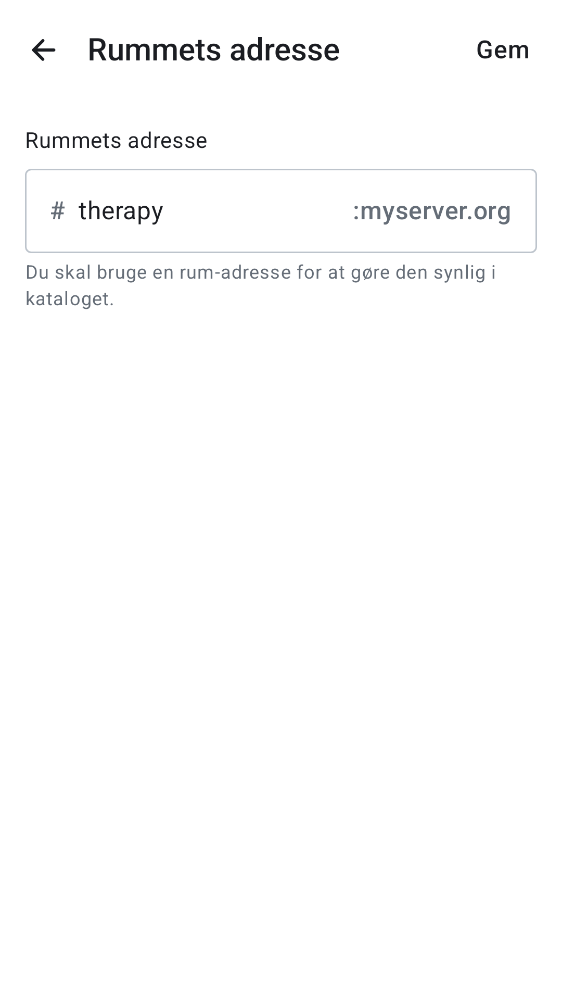 Rummets adresse
Gem
Rummets adresse
# therapy :myserver.org
Du skal bruge en rum-adresse for at gøre den synlig i
kataloget.